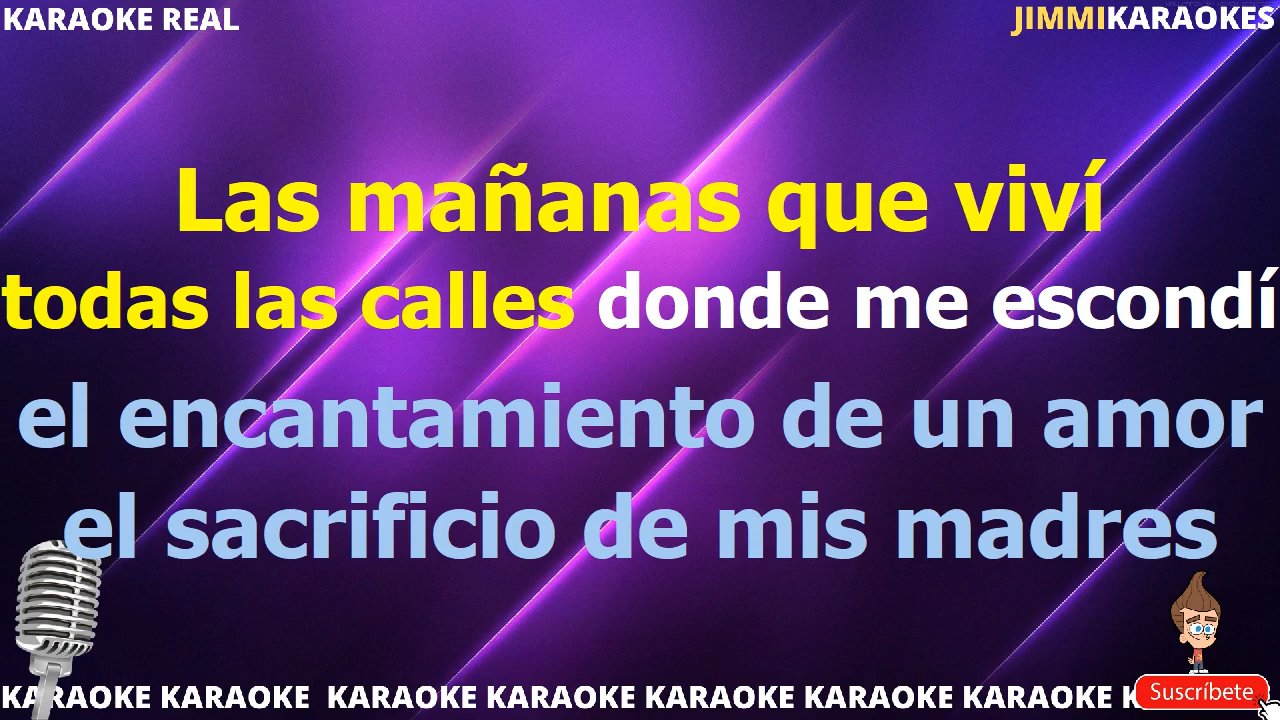 KARAOKE REAL
JIMMIKARAOKES
Las mañanas que viví
todas las calles donde me escondí
el encantamiento de un amor
el sacrificio de mis madres
KARAOKE KARAOKE KARAOKE KARAOKE KARAOKE KARAOKE KARAOKE
Suscríbete